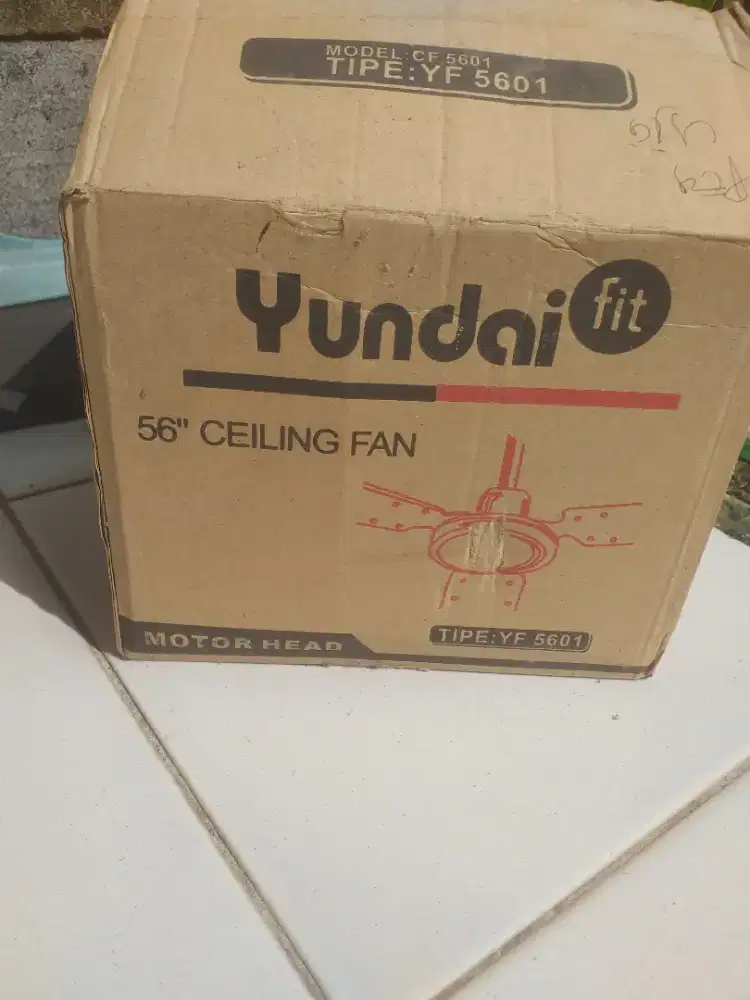 MODEL:CF 5601
TIPE:YF 5601
Yundai fit
56" CEILING FAN
MOTOR HEAD
TIPE:YF 5601